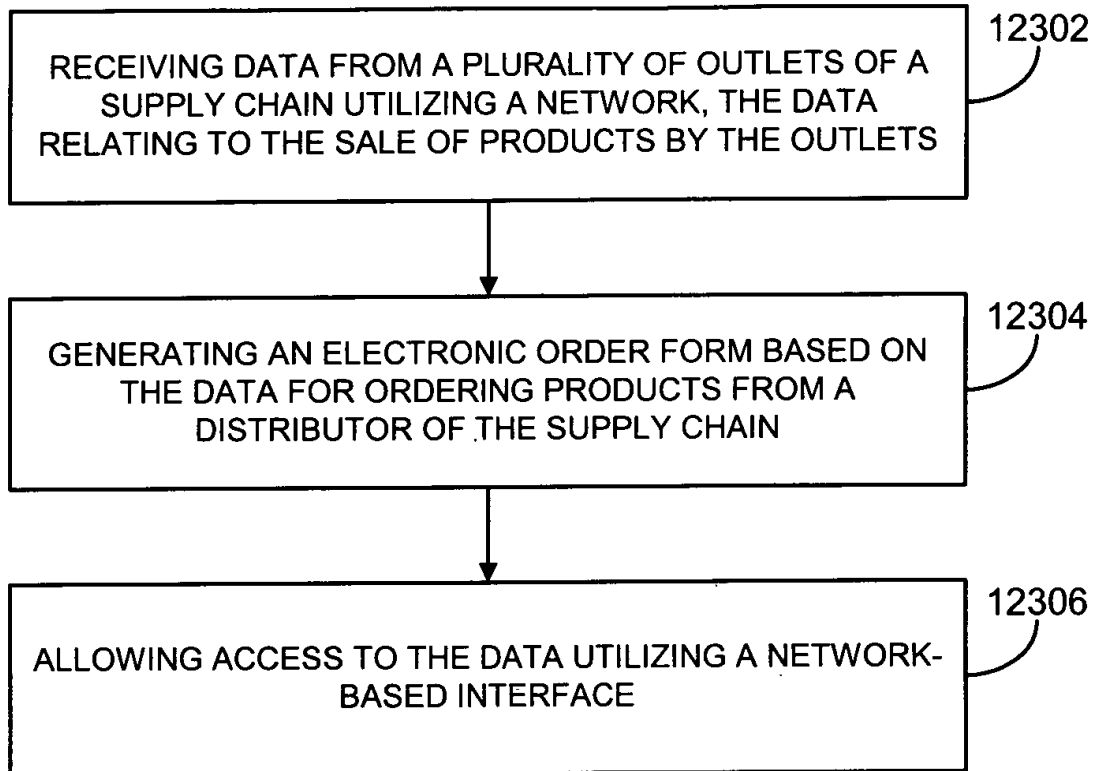 12302
RECEIVING DATA FROM A PLURALITY OF OUTLETS OF A
SUPPLY CHAIN UTILIZING A NETWORK, THE DATA
RELATING TO THE SALE OF PRODUCTS BY THE OUTLETS
12304
GENERATING AN ELECTRONIC ORDER FORM BASED ON
THE DATA FOR ORDERING PRODUCTS FROM A
DISTRIBUTOR OF THE SUPPLY CHAIN
12306
ALLOWING ACCESS TO THE DATA UTILIZING A NETWORK-
BASED INTERFACE